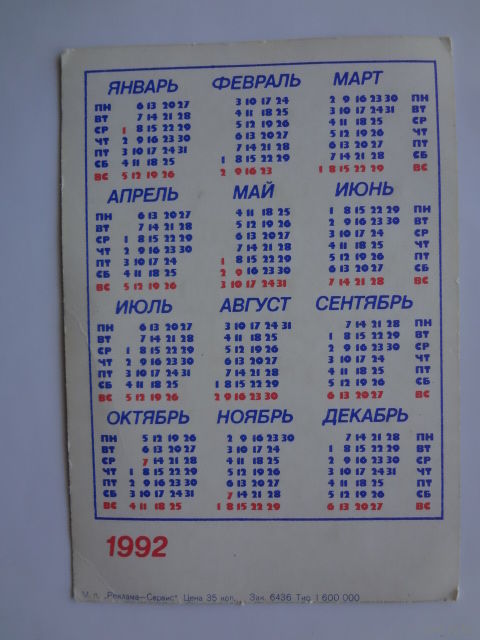 ЯНВАРЬ ФЕВРАЛЬ МАРТ
ПН 6 13 20 27 3 10 17 24 2 9 16 23 30 ПН
ВТ 7 14 21 28 4 11 18 25 3 10 17 24 31 ВТ
СР 1 8 15 22 29 5 12 19 26 4 11 18 25 СР
ЧТ 2 9 16 23 30 6 13 20 27 5 12 19 26 ЧТ
ПТ 3 10 17 24 31 7 14 21 28 6 13 20 27 ПТ
СБ 4 11 18 25 1 8 15 22 29 7 14 21 28 СБ
ВС 5 12 19 26 2 9 16 23 1 8 15 22 29 ВС
АПРЕЛЬ МАЙ ИЮНЬ
ПН 6 13 20 27 4 11 18 25 1 8 15 22 29 ПН
ВТ 7 14 21 28 5 12 19 26 2 9 16 23 30 ВТ
СР 1 8 15 22 29 6 13 20 27 3 10 17 24 СР
ЧТ 2 9 16 23 30 7 14 21 28 4 11 18 25 ЧТ
ПТ 3 10 17 24 1 8 15 22 29 5 12 19 26 ПТ
СБ 4 11 18 25 2 9 16 23 30 6 13 20 27 СБ
ВС 5 12 19 26 3 10 17 24 31 7 14 21 28 ВС
ИЮЛЬ АВГУСТ СЕНТЯБРЬ
ПН 6 13 20 27 3 10 17 24 31 7 14 21 28 ПН
ВТ 7 14 21 28 4 11 18 25 1 8 15 22 29 ВТ
СР 1 8 15 22 29 5 12 19 26 2 9 16 23 30 СР
ЧТ 2 9 16 23 30 6 13 20 27 3 10 17 24 ЧТ
ПТ 3 10 17 24 31 7 14 21 28 4 11 18 25 ПТ
СБ 4 11 18 25 1 8 15 22 29 5 12 19 26 СБ
ВС 5 12 19 26 2 9 16 23 30 6 13 20 27 ВС
ОКТЯБРЬ НОЯБРЬ ДЕКАБРЬ
ПН 5 12 19 26 2 9 16 23 30 7 14 21 28 ПН
ВТ 6 13 20 27 3 10 17 24 1 8 15 22 29 ВТ
СР 7 14 21 28 4 11 18 25 2 9 16 23 30 СР
ЧТ 1 8 15 22 29 5 12 19 26 3 10 17 24 31 ЧТ
ПТ 2 9 16 23 30 6 13 20 27 4 11 18 25 ПТ
СБ 3 10 17 24 31 7 14 21 28 5 12 19 26 СБ
ВС 4 11 18 25 1 8 15 22 29 6 13 20 27 ВС
1992
М. п. „Реклама—Сервис". Цена 35 коп. Зак. 6436 Тир 1 600 000